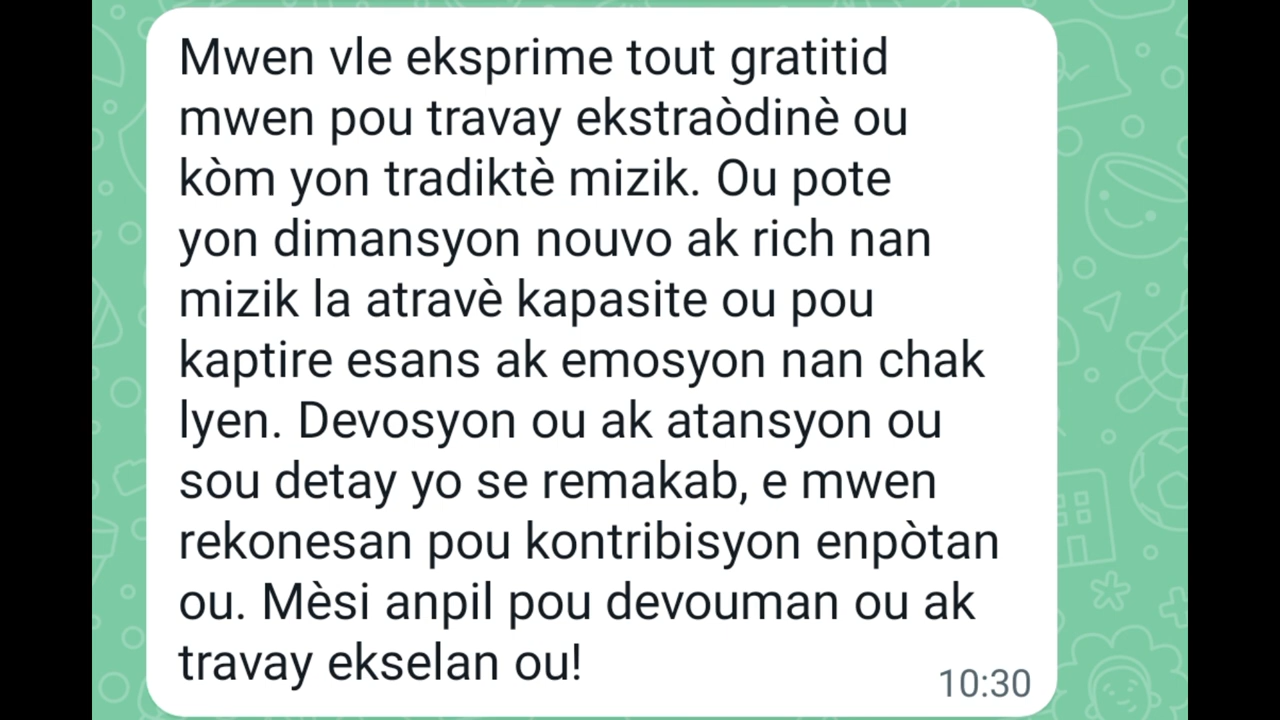 Mwen vle eksprime tout gratitid
mwen pou travay ekstraòdinè ou
kòm yon tradiktè mizik. Ou pote
yon dimansyon nouvo ak rich nan
mizik la atravè kapasite ou pou
kaptire esans ak emosyon nan chak
lyen. Devosyon ou ak atansyon ou
sou detay yo se remakab, e mwen
rekonesan pou kontribisyon enpòtan
ou. Mèsi anpil pou devouman ou ak
travay ekselan ou!
10:30